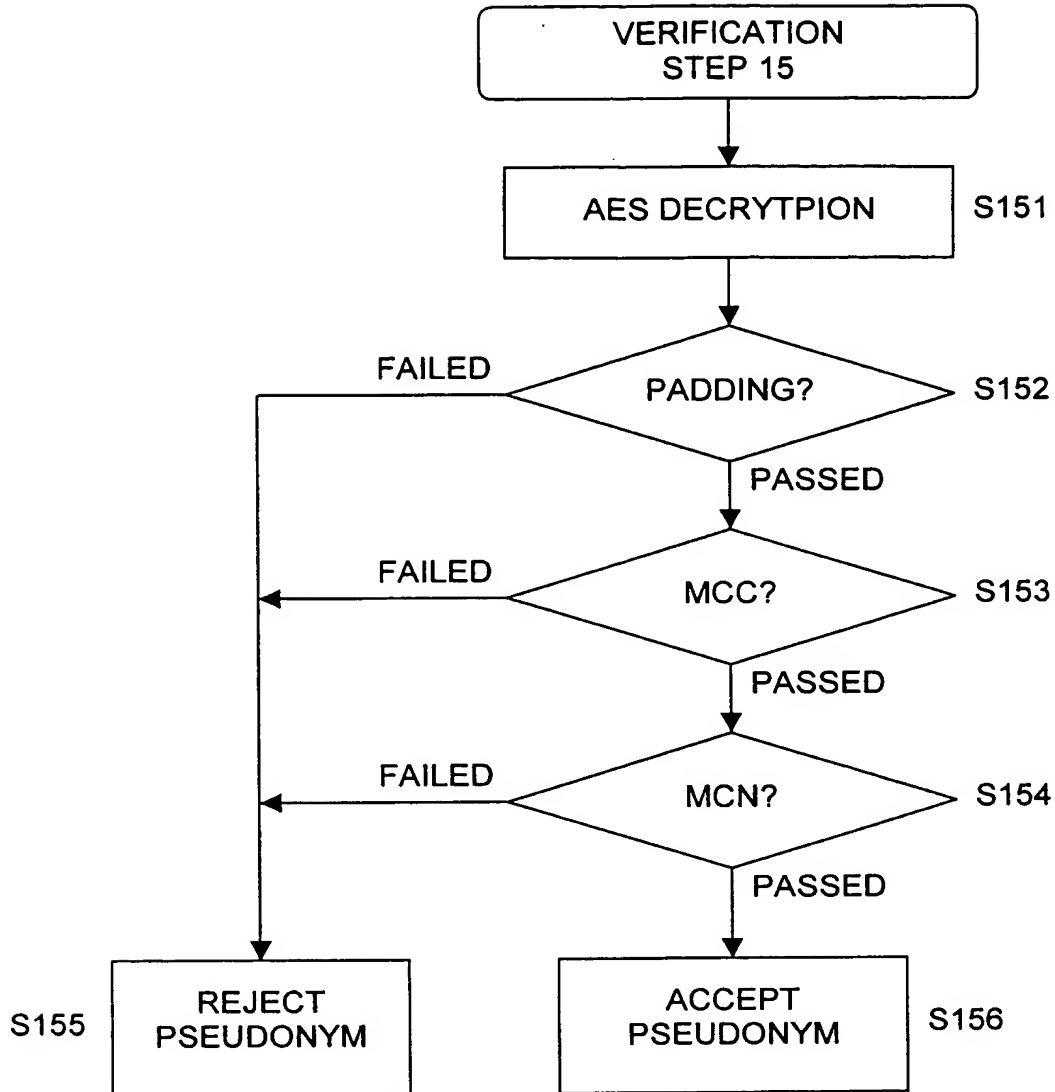 VERIFICATION
STEP 15
AES DECRYTPION
S151
FAILED
PADDING?
S152
PASSED
FAILED
MCC?
S153
PASSED
FAILED
MCN?
S154
PASSED
S155
REJECT
PSEUDONYM
ACCEPT
PSEUDONYM
S156